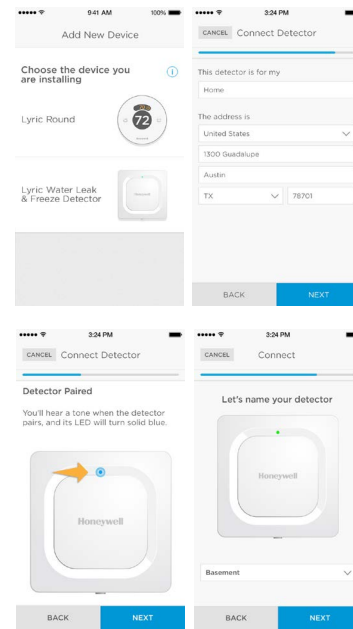 9:41 AM
100%
Add New Device
Choose the device you
are installing
Lyric Round
72
Lyric Water Leak
& Freeze Detector
Honeywell
3:24 PM
CANCEL Connect Detector
This detector is for my
Home
The address is
United States
1300 Guadalupe
Austin
TX 78701
BACK NEXT
3:24 PM
CANCEL Connect Detector
Detector Paired
You'll hear a tone when the detector
pairs, and its LED will turn solid blue.
Honeywell
BACK NEXT
3:24 PM
CANCEL Connect
Let's name your detector
Honeywell
Basement
BACK NEXT